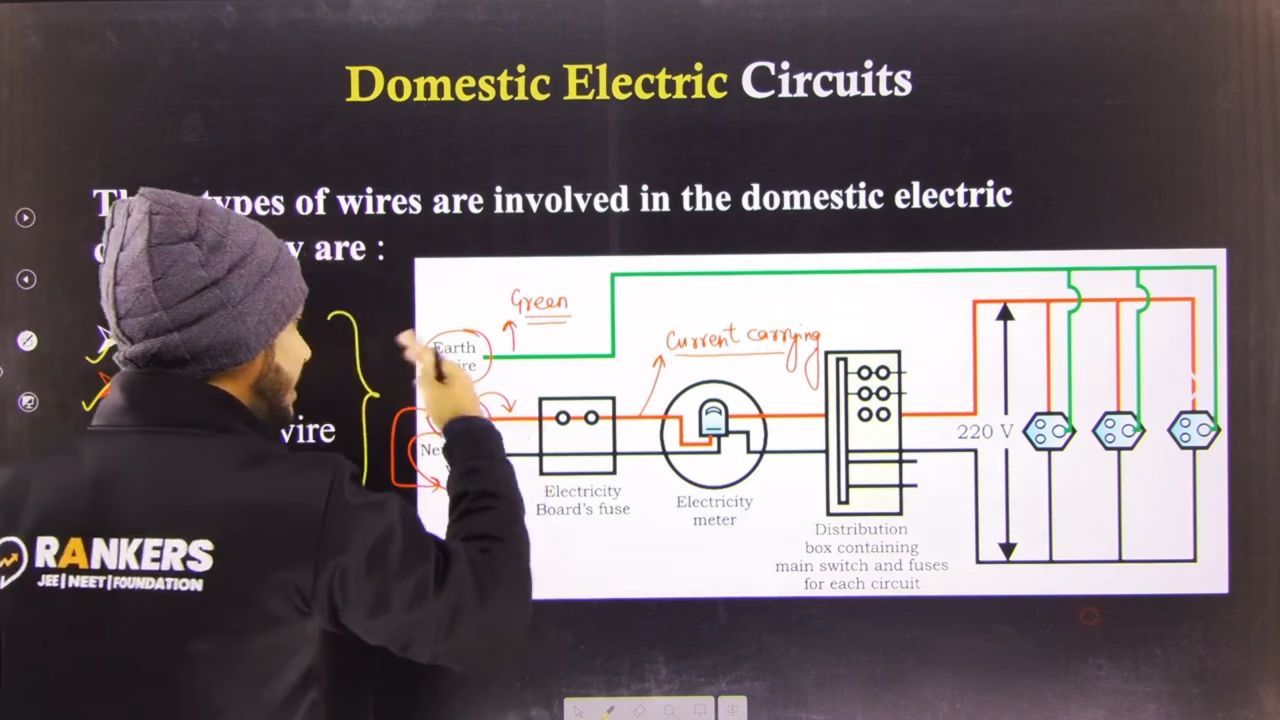 Domestic Electric Circuits
types of wires are involved in the domestic electric
are :
wire
Green
Earth
Current carrying
220 V
Electricity
Board's fuse
Electricity
meter
Distribution
box containing
main switch and fuses
for each circuit
RANKERS
JEE | NEET | FOUNDATION